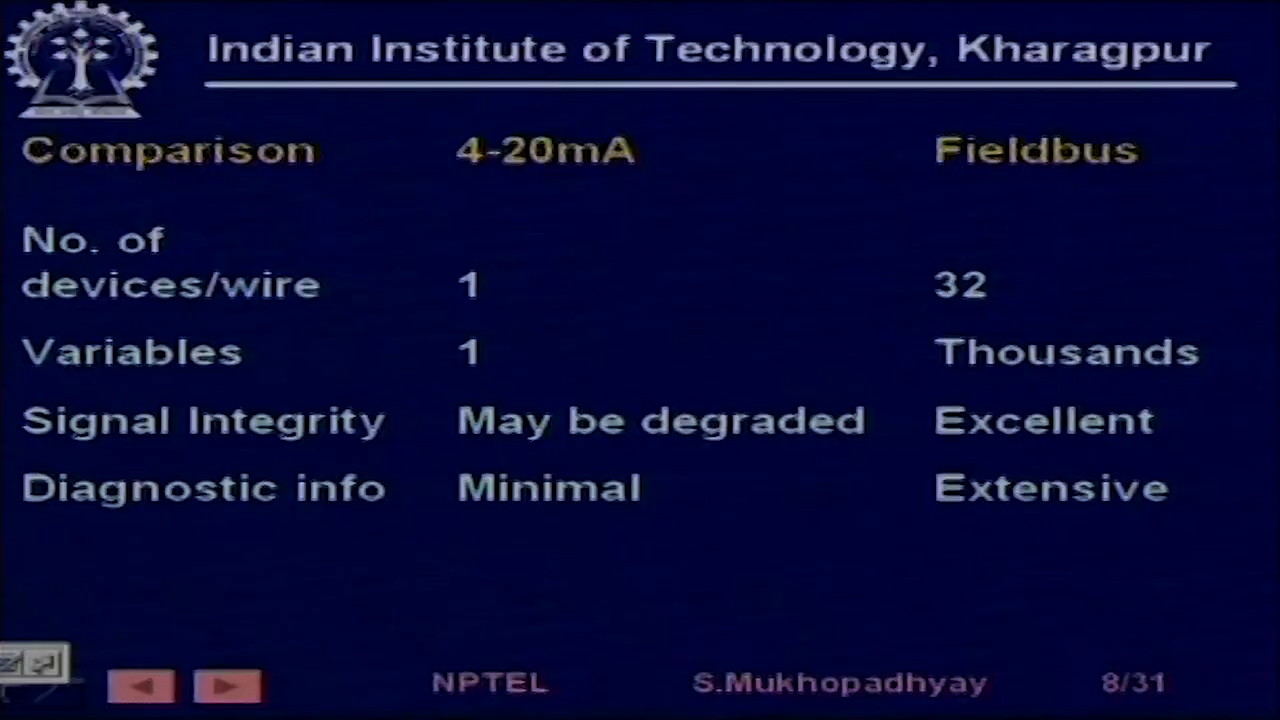 Indian Institute of Technology, Kharagpur
Comparison 4-20mA Fieldbus
No. of
devices/wire 1 32
Variables 1 Thousands
Signal Integrity May be degraded Excellent
Diagnostic info Minimal Extensive
NPTEL S.Mukhopadhyay 8/31